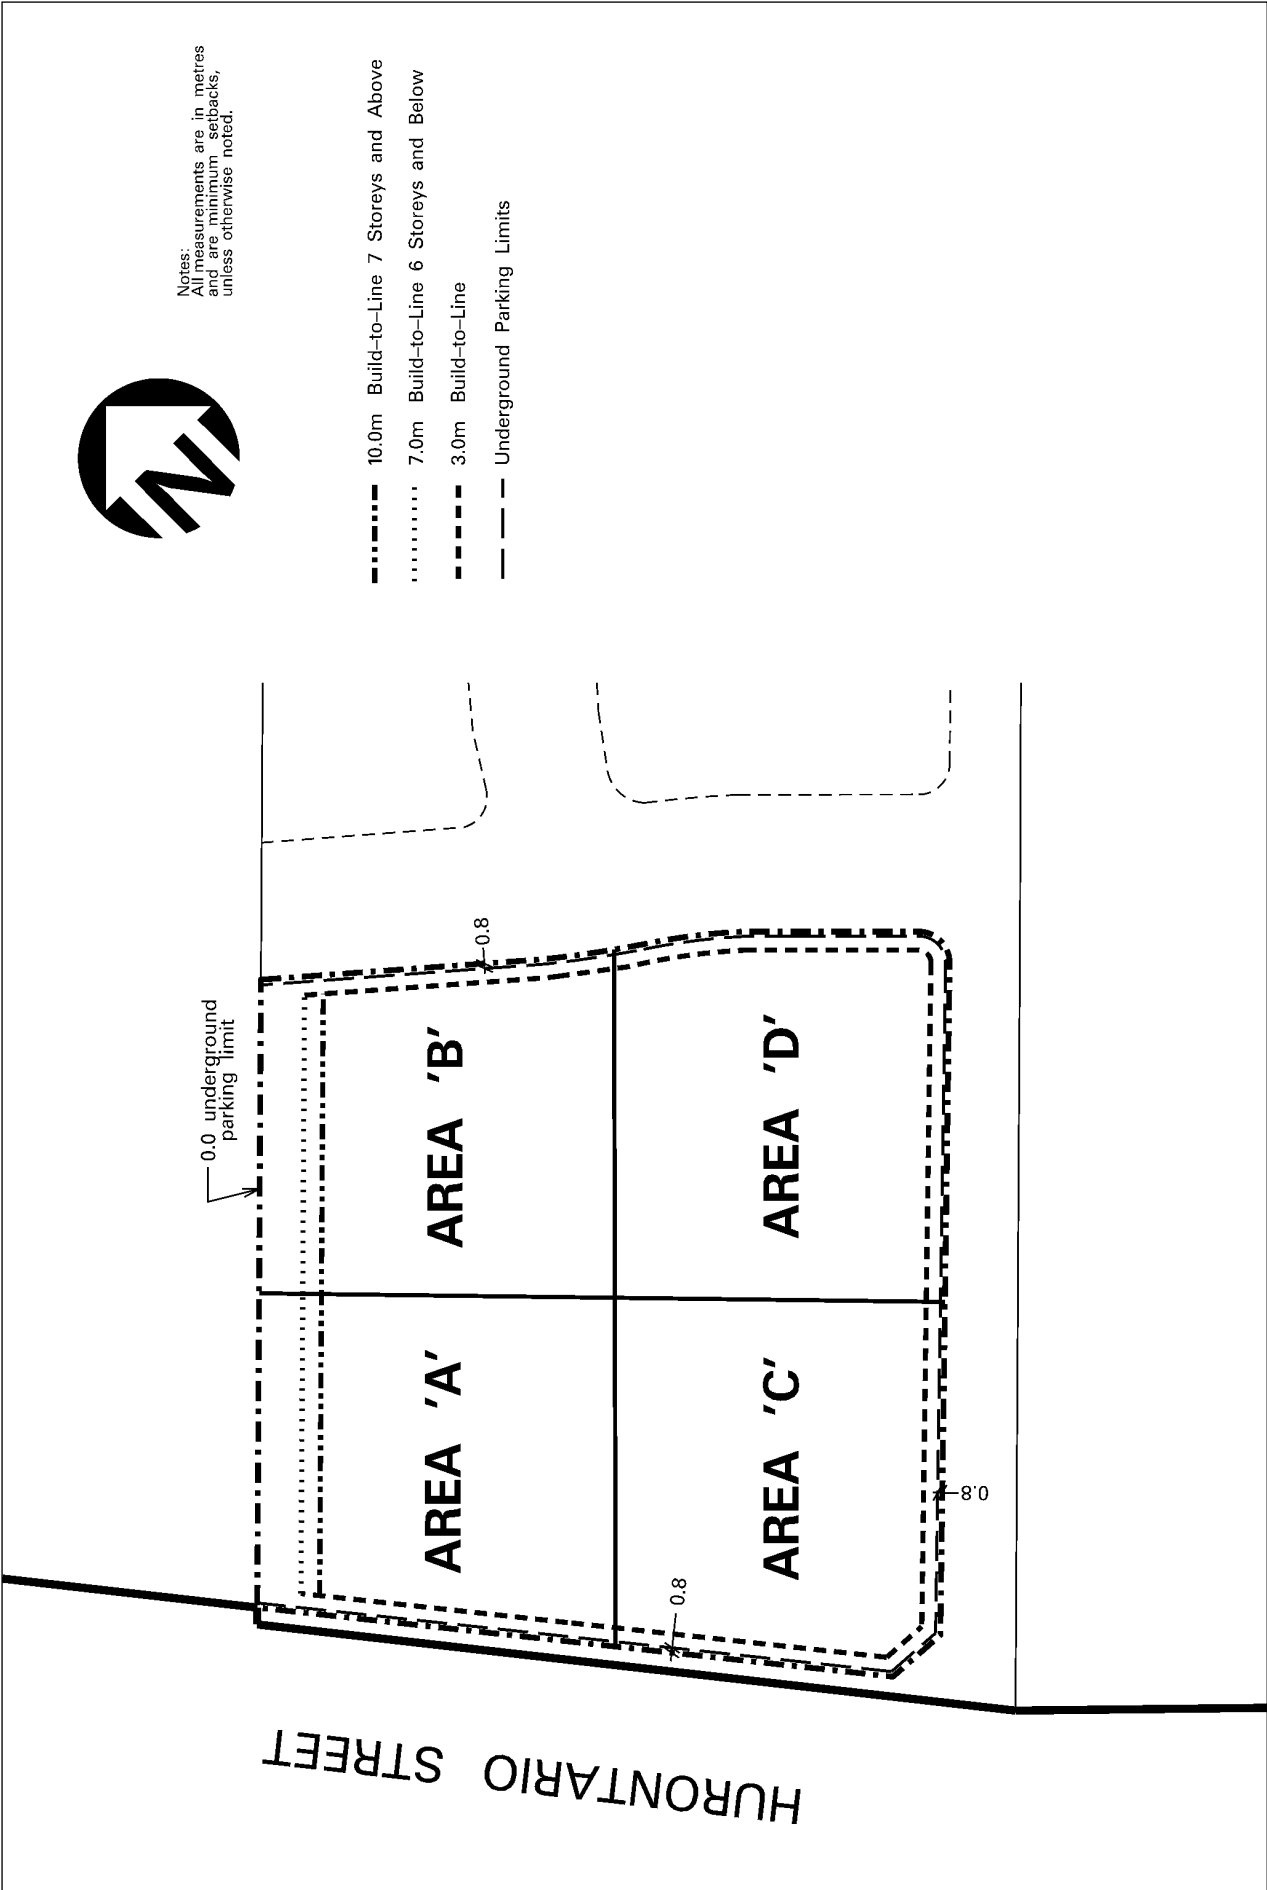 Notes:
All measurements are in metres
and are minimum setbacks,
unless otherwise noted.
N
10.0m Build-to-Line 7 Storeys and Above
7.0m Build-to-Line 6 Storeys and Below
3.0m Build-to-Line
Underground Parking Limits
0.0 underground
parking limit
0.8
AREA 'B'
AREA 'D'
AREA 'A'
AREA 'C'
0.8
0.8
HURONTARIO STREET